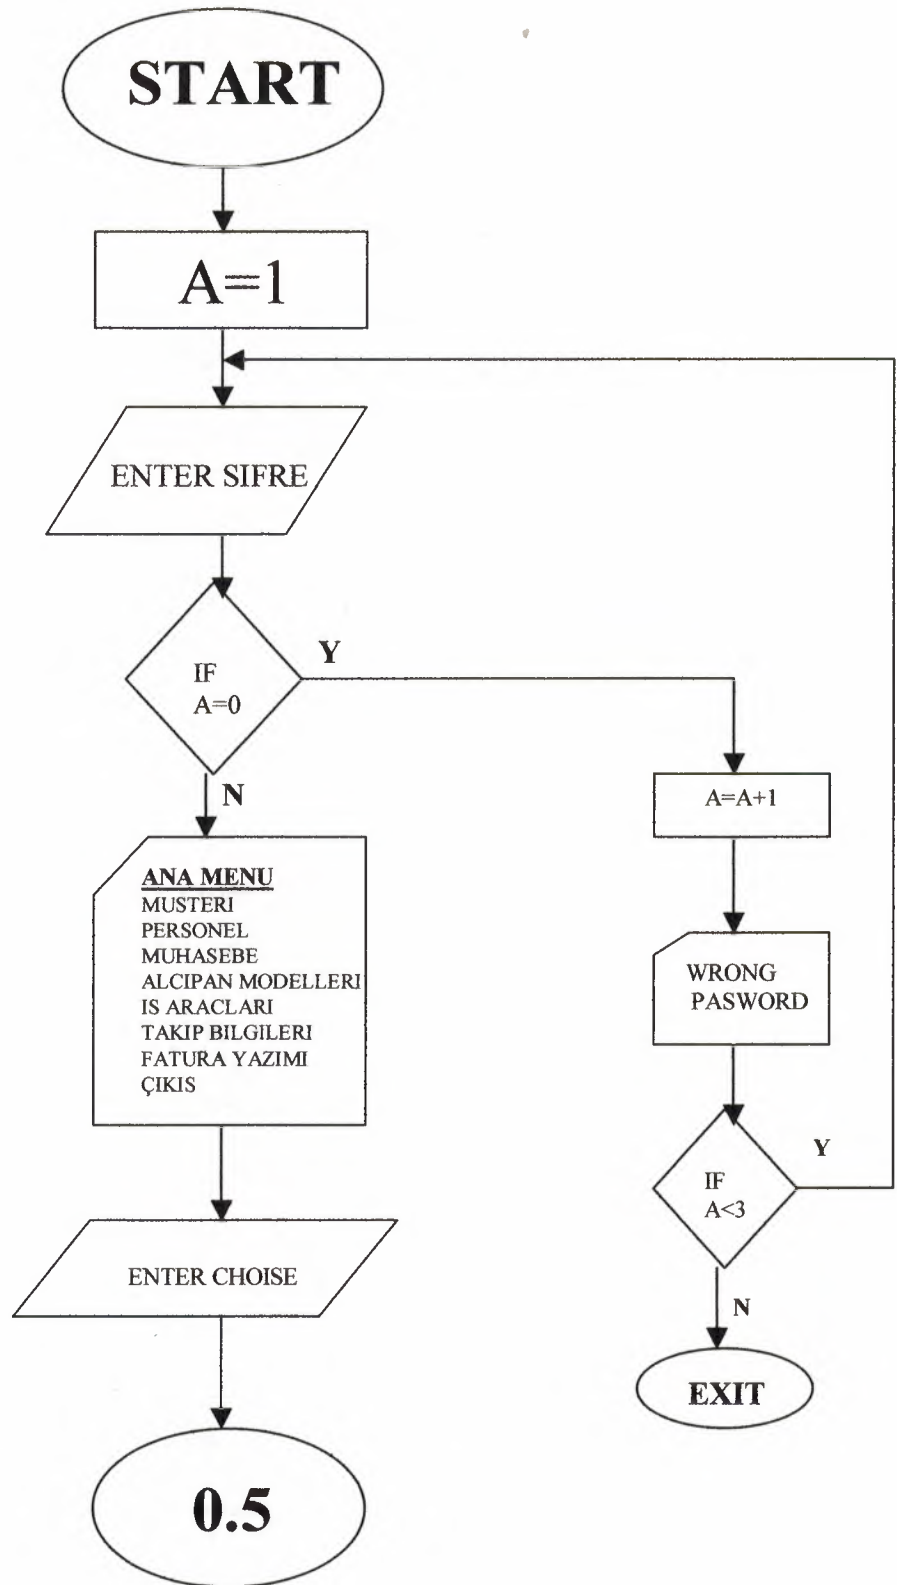 START
A=1
ENTER SIFRE
IF
A=0
Y
N
ANA MENU
MUSTERI
PERSONEL
MUHASEBE
ALCIPAN MODELLERI
IS ARACLARI
TAKIP BILGILERI
FATURA YAZIMI
ÇIKIS
ENTER CHOISE
0.5
A=A+1
WRONG
PASWORD
IF
A<3
Y
N
EXIT